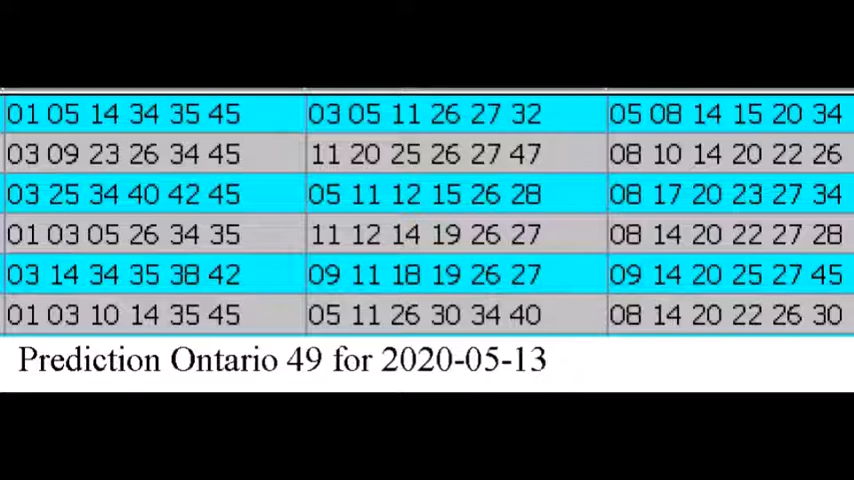 01 05 14 34 35 45 03 05 11 26 27 32 05 08 14 15 20 34
03 09 23 26 34 45 11 20 25 26 27 47 08 10 14 20 22 26
03 25 34 40 42 45 05 11 12 15 26 28 08 17 20 23 27 34
01 03 05 26 34 35 11 12 14 19 26 27 08 14 20 22 27 28
03 14 34 35 38 42 09 11 18 19 26 27 09 14 20 25 27 45
01 03 10 14 35 45 05 11 26 30 34 40 08 14 20 22 26 30
Prediction Ontario 49 for 2020-05-13